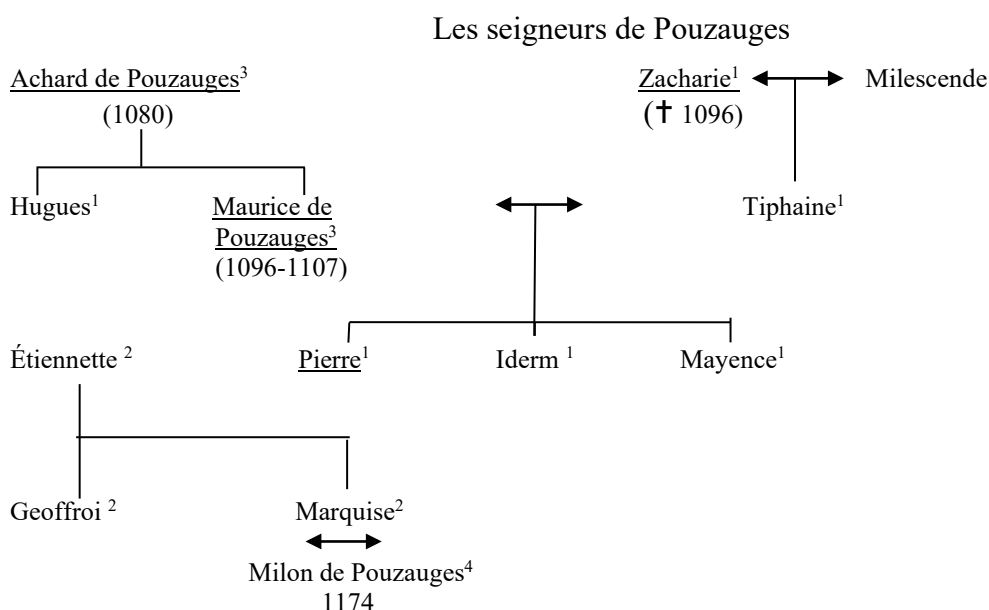 Les seigneurs de Pouzauges
Achard de Pouzauges³
(1080)
Zacharie¹
(✝ 1096)
Milescende
Hugues¹
Maurice de
Pouzauges³
(1096-1107)
Tiphaine¹
Étiennette ²
Pierre¹
Iderm ¹
Mayence¹
Geoffroi ²
Marquise²
Milon de Pouzauges⁴
1174